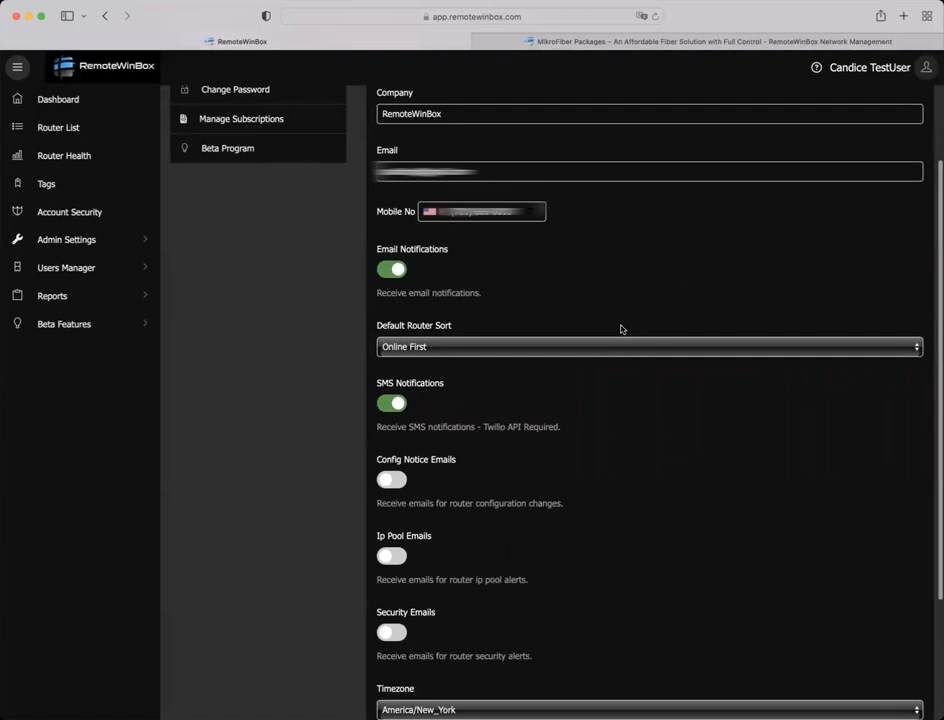 app.remotewinbox.com
RemoteWinBox
MikroFiber Packages – An Affordable Fiber Solution with Full Control - RemoteWinBox Network Management
RemoteWinBox
Candice TestUser
Dashboard
Router List
Router Health
Tags
Account Security
Admin Settings
Users Manager
Reports
Beta Features
Change Password
Manage Subscriptions
Beta Program
Company
RemoteWinBox
Email
Mobile No
Email Notifications
Receive email notifications.
Default Router Sort
Online First
SMS Notifications
Receive SMS notifications - Twilio API Required.
Config Notice Emails
Receive emails for router configuration changes.
Ip Pool Emails
Receive emails for router ip pool alerts.
Security Emails
Receive emails for router security alerts.
Timezone
America/New_York